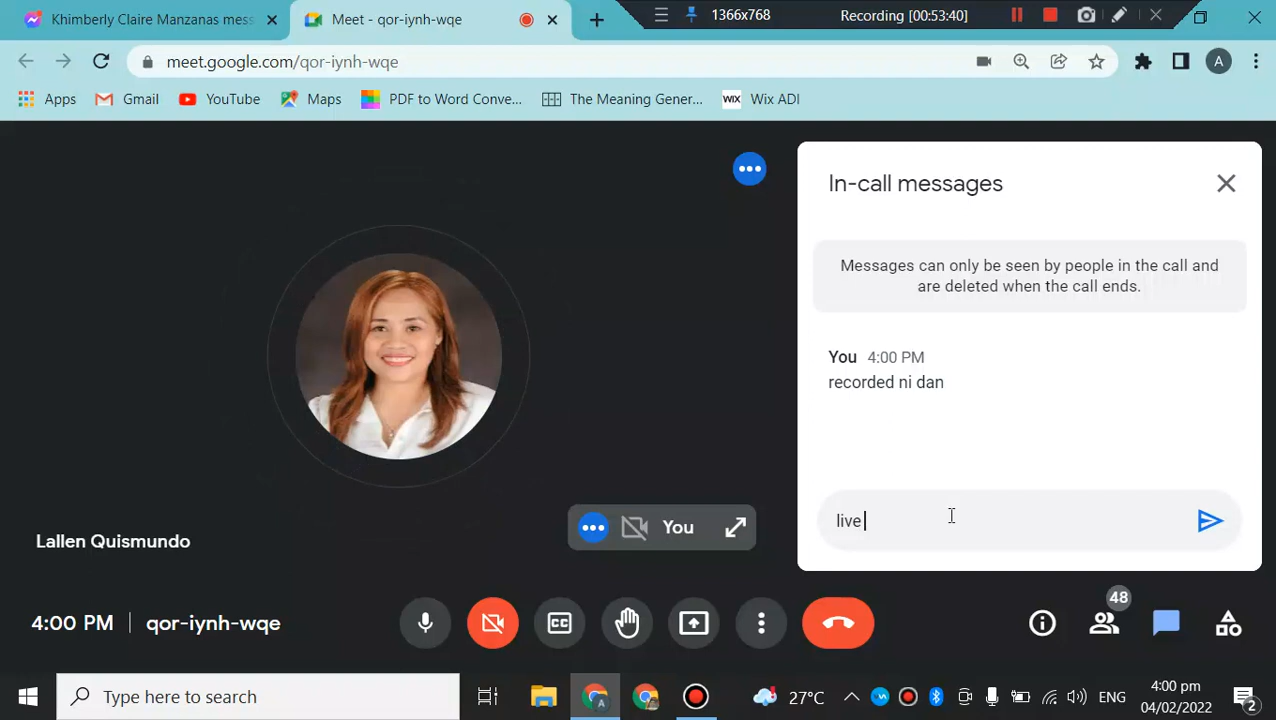 Khimberly Claire Manzanas mess
Meet - qor-iynh-wqe
1366x768
Recording [00:53:40]
meet.google.com/qor-iynh-wqe
A
Apps
Gmail
YouTube
Maps
PDF to Word Conve...
The Meaning Gener...
WIX
Wix ADI
In-call messages
Messages can only be seen by people in the call and
are deleted when the call ends.
You 4:00 PM
recorded ni dan
live
You
Lallen Quismundo
4:00 PM
qor-iynh-wqe
CC
48
Type here to search
A
27°C
ENG
4:00 pm
04/02/2022
2